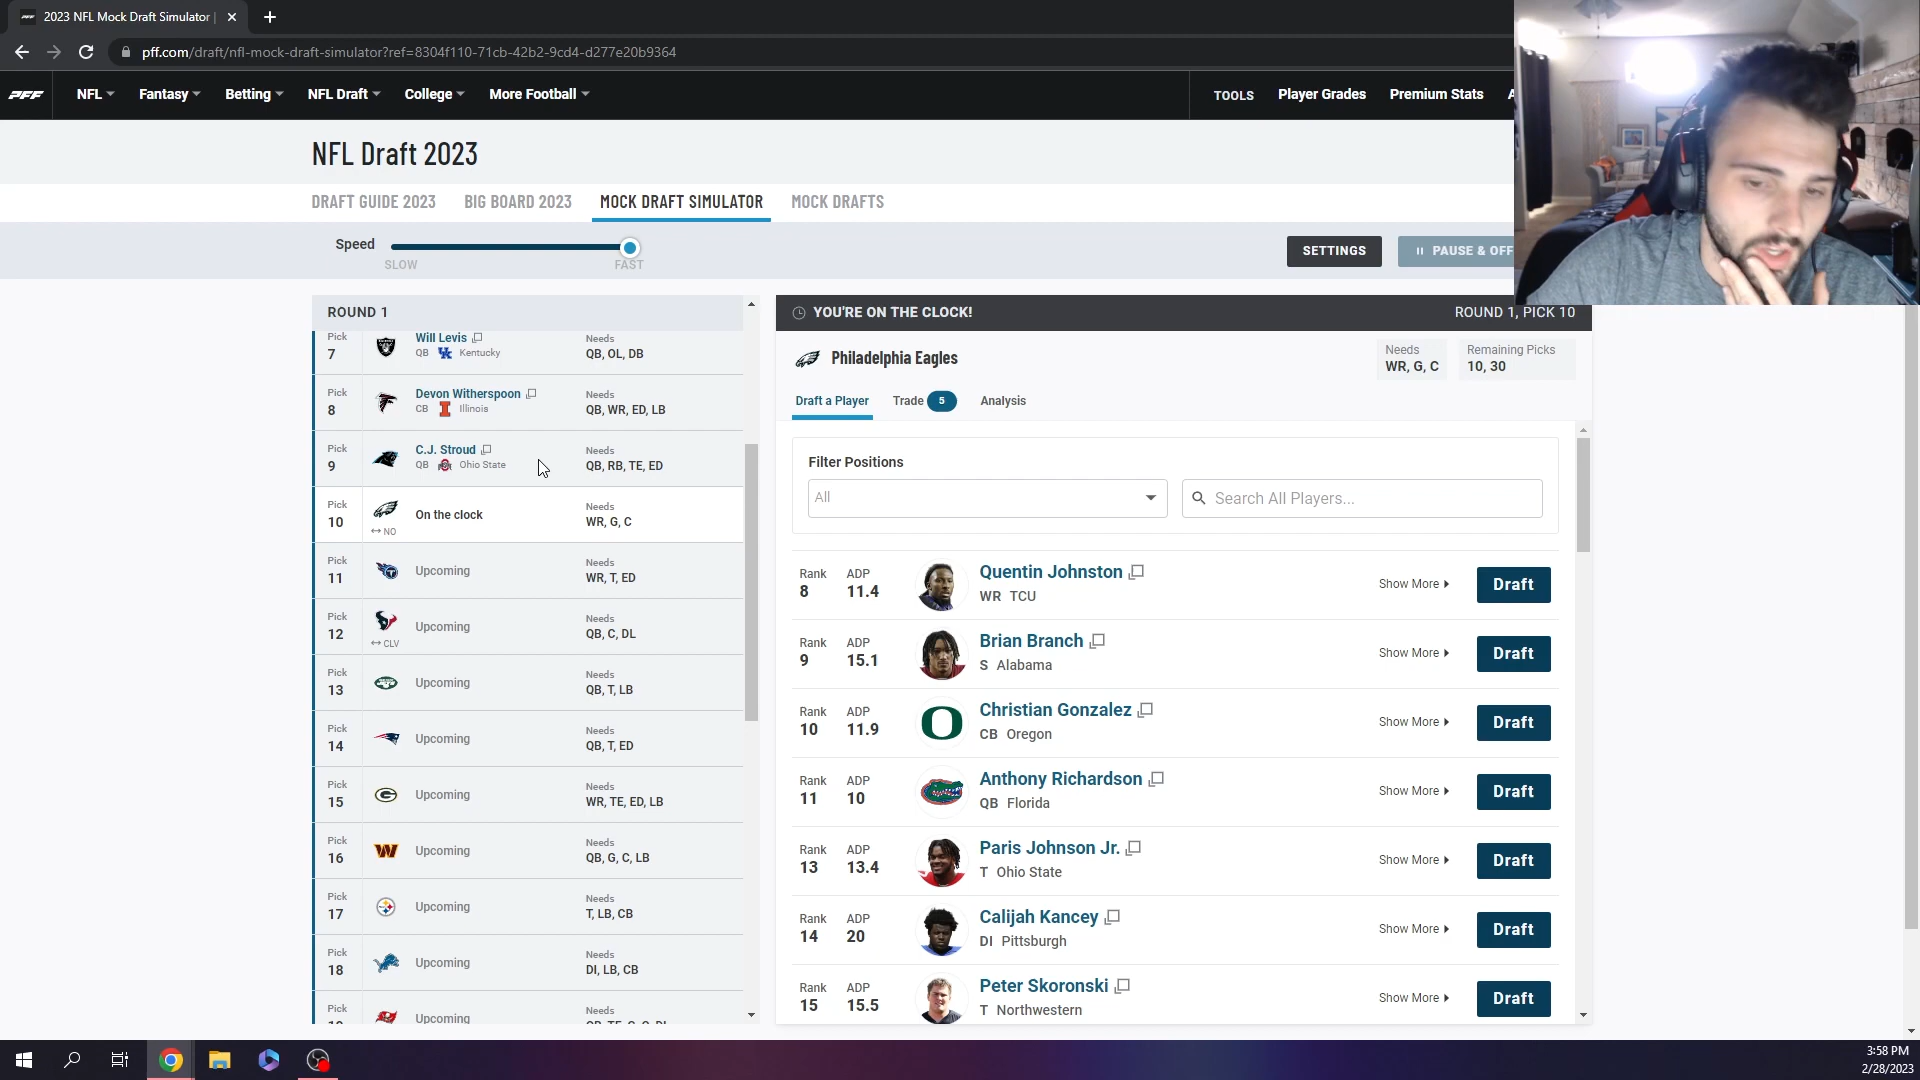 2023 NFL Mock Draft Simulator |
pff.com/draft/nfl-mock-draft-simulator?ref=8304f110-71cb-42b2-9cd4-d277e20b9364
PFF NFL Fantasy Betting NFL Draft College More Football TOOLS Player Grades Premium Stats A
NFL Draft 2023
DRAFT GUIDE 2023 BIG BOARD 2023 MOCK DRAFT SIMULATOR MOCK DRAFTS
Speed
SLOW FAST
SETTINGS PAUSE & OFF
ROUND 1
Pick 7 Will Levis Needs
QB Kentucky QB, OL, DB
Pick 8 Devon Witherspoon Needs
CB Illinois QB, WR, ED, LB
Pick 9 C.J. Stroud Needs
QB Ohio State QB, RB, TE, ED
Pick 10 On the clock Needs
NO WR, G, C
Pick 11 Upcoming Needs
WR, T, ED
Pick 12 Upcoming Needs
CLV QB, C, DL
Pick 13 Upcoming Needs
QB, T, LB
Pick 14 Upcoming Needs
QB, T, ED
Pick 15 Upcoming Needs
WR, TE, ED, LB
Pick 16 Upcoming Needs
QB, G, C, LB
Pick 17 Upcoming Needs
T, LB, CB
Pick 18 Upcoming Needs
DI, LB, CB
Pick Upcoming Needs
YOU'RE ON THE CLOCK! ROUND 1, PICK 10
Philadelphia Eagles
Needs
WR, G, C
Remaining Picks
10, 30
Draft a Player Trade 5 Analysis
Filter Positions
All Search All Players...
Rank 8 ADP 11.4 Quentin Johnston Show More Draft
WR TCU
Rank 9 ADP 15.1 Brian Branch Show More Draft
S Alabama
Rank 10 ADP 11.9 Christian Gonzalez Show More Draft
CB Oregon
Rank 11 ADP 10 Anthony Richardson Show More Draft
QB Florida
Rank 13 ADP 13.4 Paris Johnson Jr. Show More Draft
T Ohio State
Rank 14 ADP 20 Calijah Kancey Show More Draft
DI Pittsburgh
Rank 15 ADP 15.5 Peter Skoronski Show More Draft
T Northwestern
3:58 PM
2/28/2023